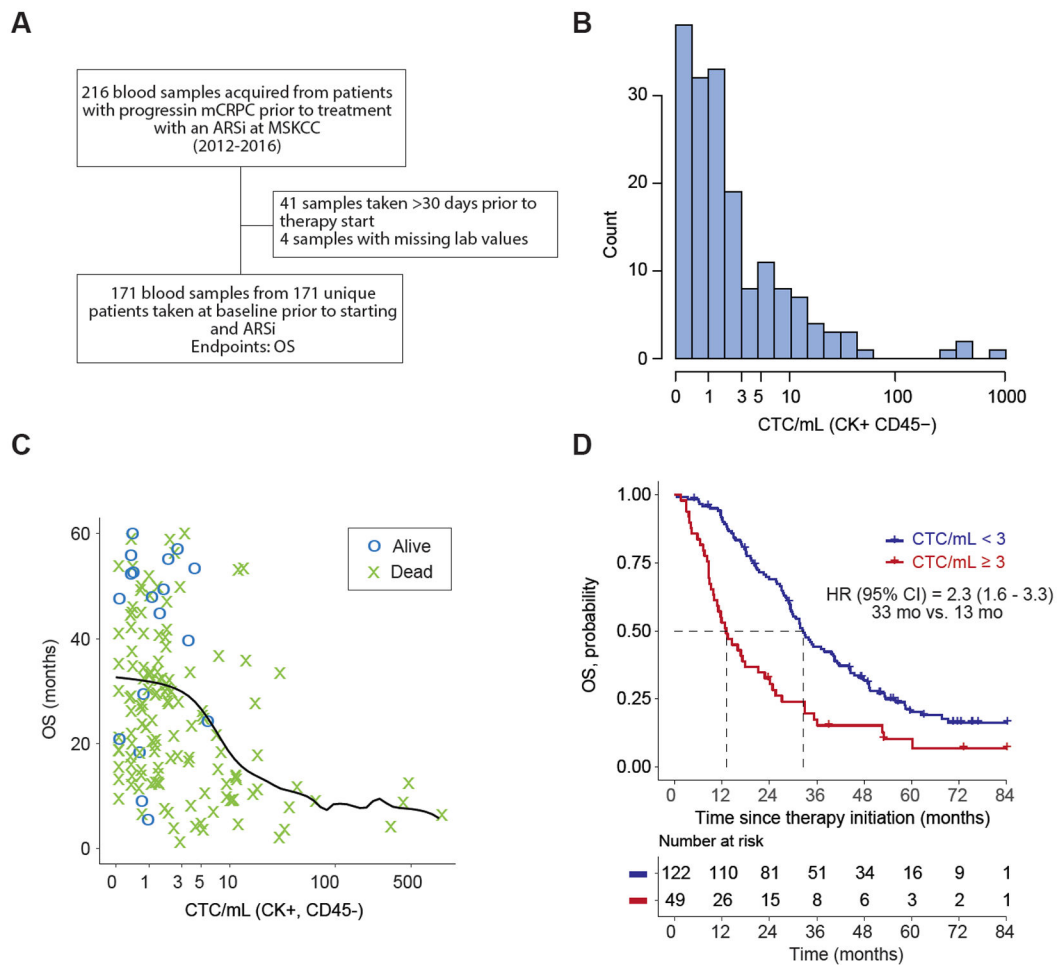 A
216 blood samples acquired from patients
with progressin mCRPC prior to treatment
with an ARSi at MSKCC
(2012-2016)
41 samples taken >30 days prior to
therapy start
4 samples with missing lab values
171 blood samples from 171 unique
patients taken at baseline prior to starting
and ARSi
Endpoints: OS
B
Count
30
20
10
0
0 1 3 5 10 100 1000
CTC/mL (CK+ CD45−)
C
OS (months)
60
40
20
0
Alive
Dead
0 1 3 5 10 100 500
CTC/mL (CK+, CD45-)
D
OS, probability
1.00
0.75
0.50
0.25
0.00
CTC/mL < 3
CTC/mL ≥ 3
HR (95% CI) = 2.3 (1.6 - 3.3)
33 mo vs. 13 mo
0 12 24 36 48 60 72 84
Time since therapy initiation (months)
Number at risk
122 110 81 51 34 16 9 1
49 26 15 8 6 3 2 1
0 12 24 36 48 60 72 84
Time (months)